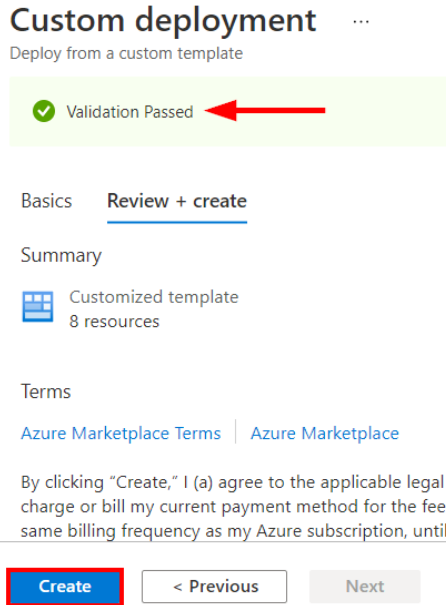 Custom deployment ...
Deploy from a custom template
Validation Passed
Basics Review + create
Summary
Customized template
8 resources
Terms
Azure Marketplace Terms Azure Marketplace
By clicking “Create,” I (a) agree to the applicable legal
charge or bill my current payment method for the fee
same billing frequency as my Azure subscription, until
Create < Previous Next